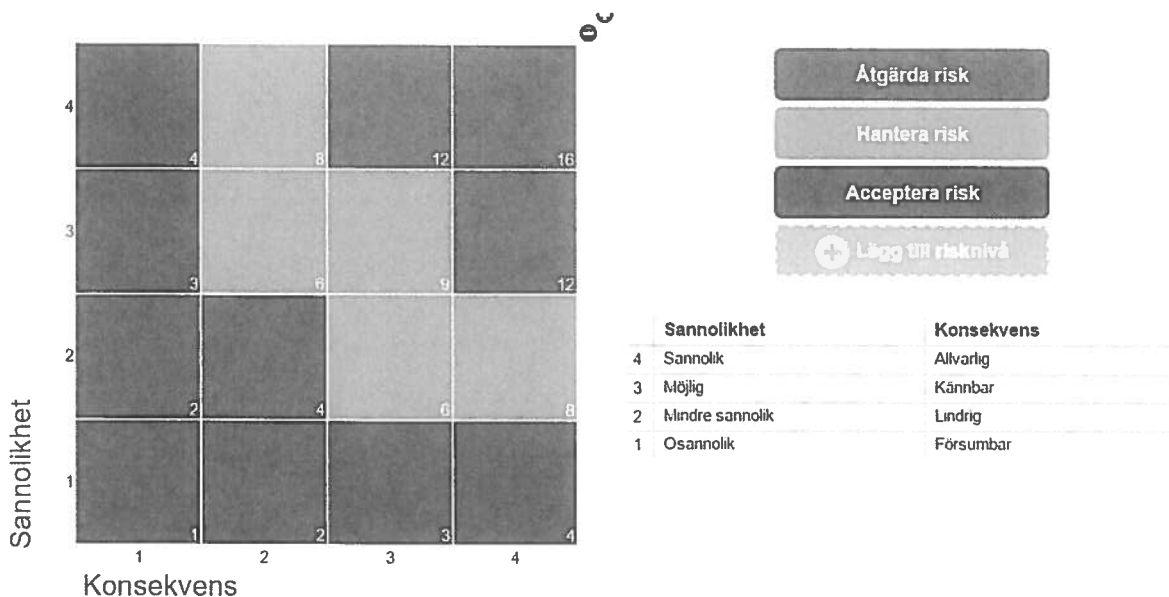 Åtgärda risk
Hantera risk
Acceptera risk
Lägg till risknivå
Sannolikhet
4
4
8
12
16
3
3
6
9
12
2
2
4
6
8
1
1
2
3
4
1 2 3 4
Konsekvens
Sannolikhet Konsekvens
4 Sannolik Allvarlig
3 Möjlig Kännbar
2 Mindre sannolik Lindrig
1 Osannolik Försumbar